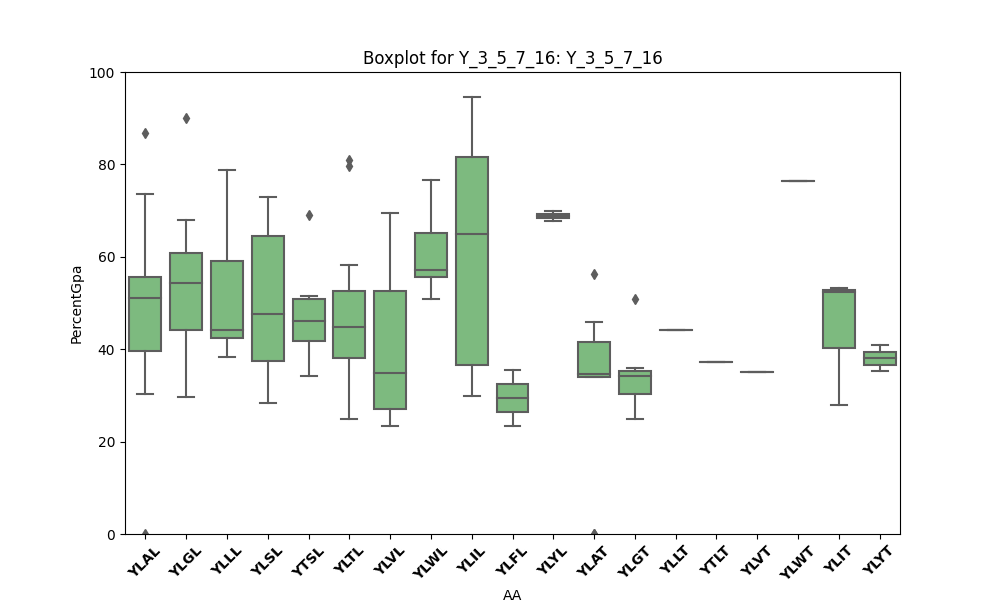 Boxplot for Y_3_5_7_16: Y_3_5_7_16
100
80
60
40
20
0
PercentGpa
YLAL YLGL YLLL YLSL YTSL YLTL YLVL YLWL YLIL YLFL YLYL YLAT YLGT YLLT YTLT YLVT YLWT YLIT YLYT
AA